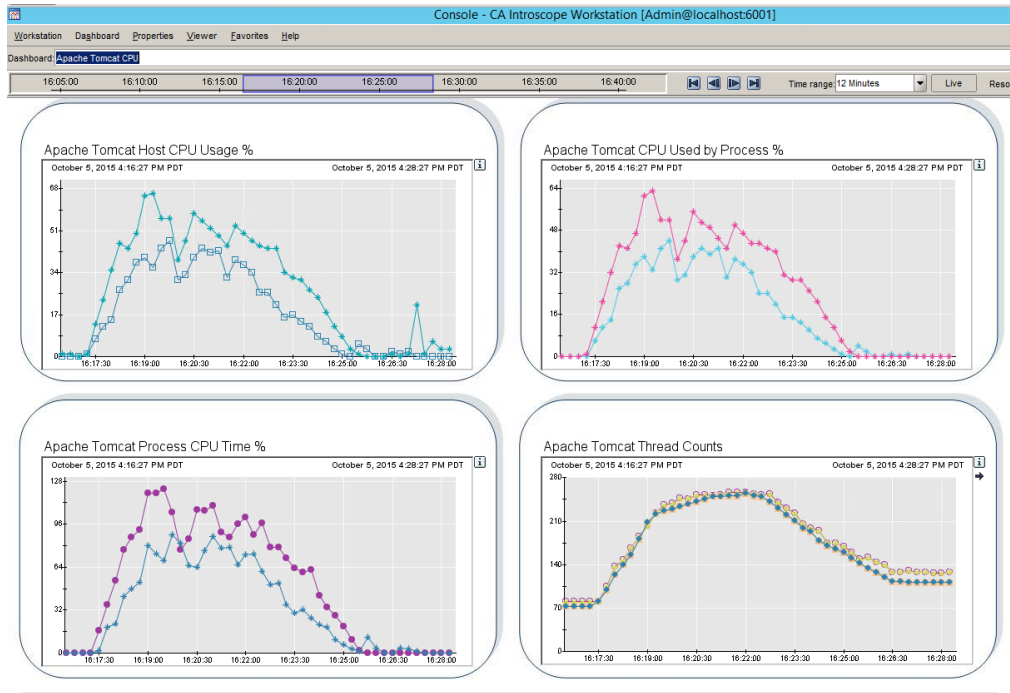 Console - CA Introscope Workstation [Admin@localhost:6001]
Workstation Dashboard Properties Viewer Favorites Help
Dashboard: Apache Tomcat CPU
16:05:00 16:10:00 16:15:00 16:20:00 16:25:00 16:30:00 16:35:00 16:40:00 Time range: 12 Minutes Live Reso
Apache Tomcat Host CPU Usage %
October 5, 2015 4:16:27 PM PDT October 5, 2015 4:28:27 PM PDT
68
51
34
17
0
16:17:30 16:19:00 16:20:30 16:22:00 16:23:30 16:25:00 16:26:30 16:28:00
Apache Tomcat CPU Used by Process %
October 5, 2015 4:16:27 PM PDT October 5, 2015 4:28:27 PM PDT
64
48
32
16
0
16:17:30 16:19:00 16:20:30 16:22:00 16:23:30 16:25:00 16:26:30 16:28:00
Apache Tomcat Process CPU Time %
October 5, 2015 4:16:27 PM PDT October 5, 2015 4:28:27 PM PDT
128
96
64
32
0
16:17:30 16:19:00 16:20:30 16:22:00 16:23:30 16:25:00 16:26:30 16:28:00
Apache Tomcat Thread Counts
October 5, 2015 4:16:27 PM PDT October 5, 2015 4:28:27 PM PDT
280
210
140
70
0
16:17:30 16:19:00 16:20:30 16:22:00 16:23:30 16:25:00 16:26:30 16:28:00